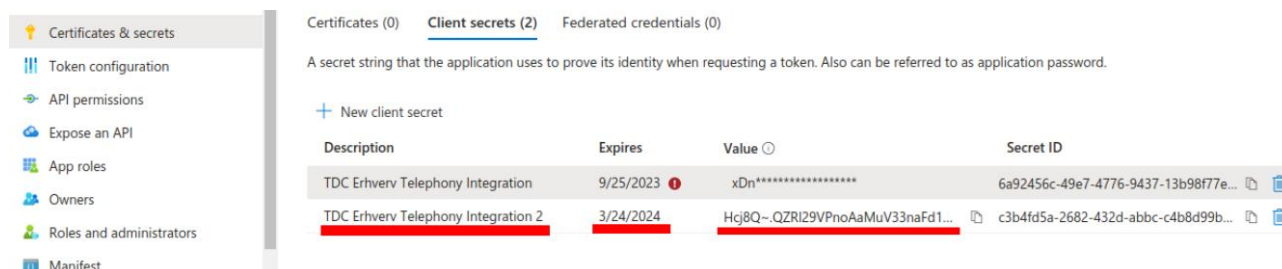 Certificates & secrets
Token configuration
API permissions
Expose an API
App roles
Owners
Roles and administrators
Manifest
Certificates (0) Client secrets (2) Federated credentials (0)
A secret string that the application uses to prove its identity when requesting a token. Also can be referred to as application password.
New client secret
Description Expires Value Secret ID
TDC Erhverv Telephony Integration 9/25/2023 xDn****************** 6a92456c-49e7-4776-9437-13b98f77e...
TDC Erhverv Telephony Integration 2 3/24/2024 Hcj8Q~.QZRl29VPnoAaMuV33naFd1... c3b4fd5a-2682-432d-abbc-c4b8d99b...